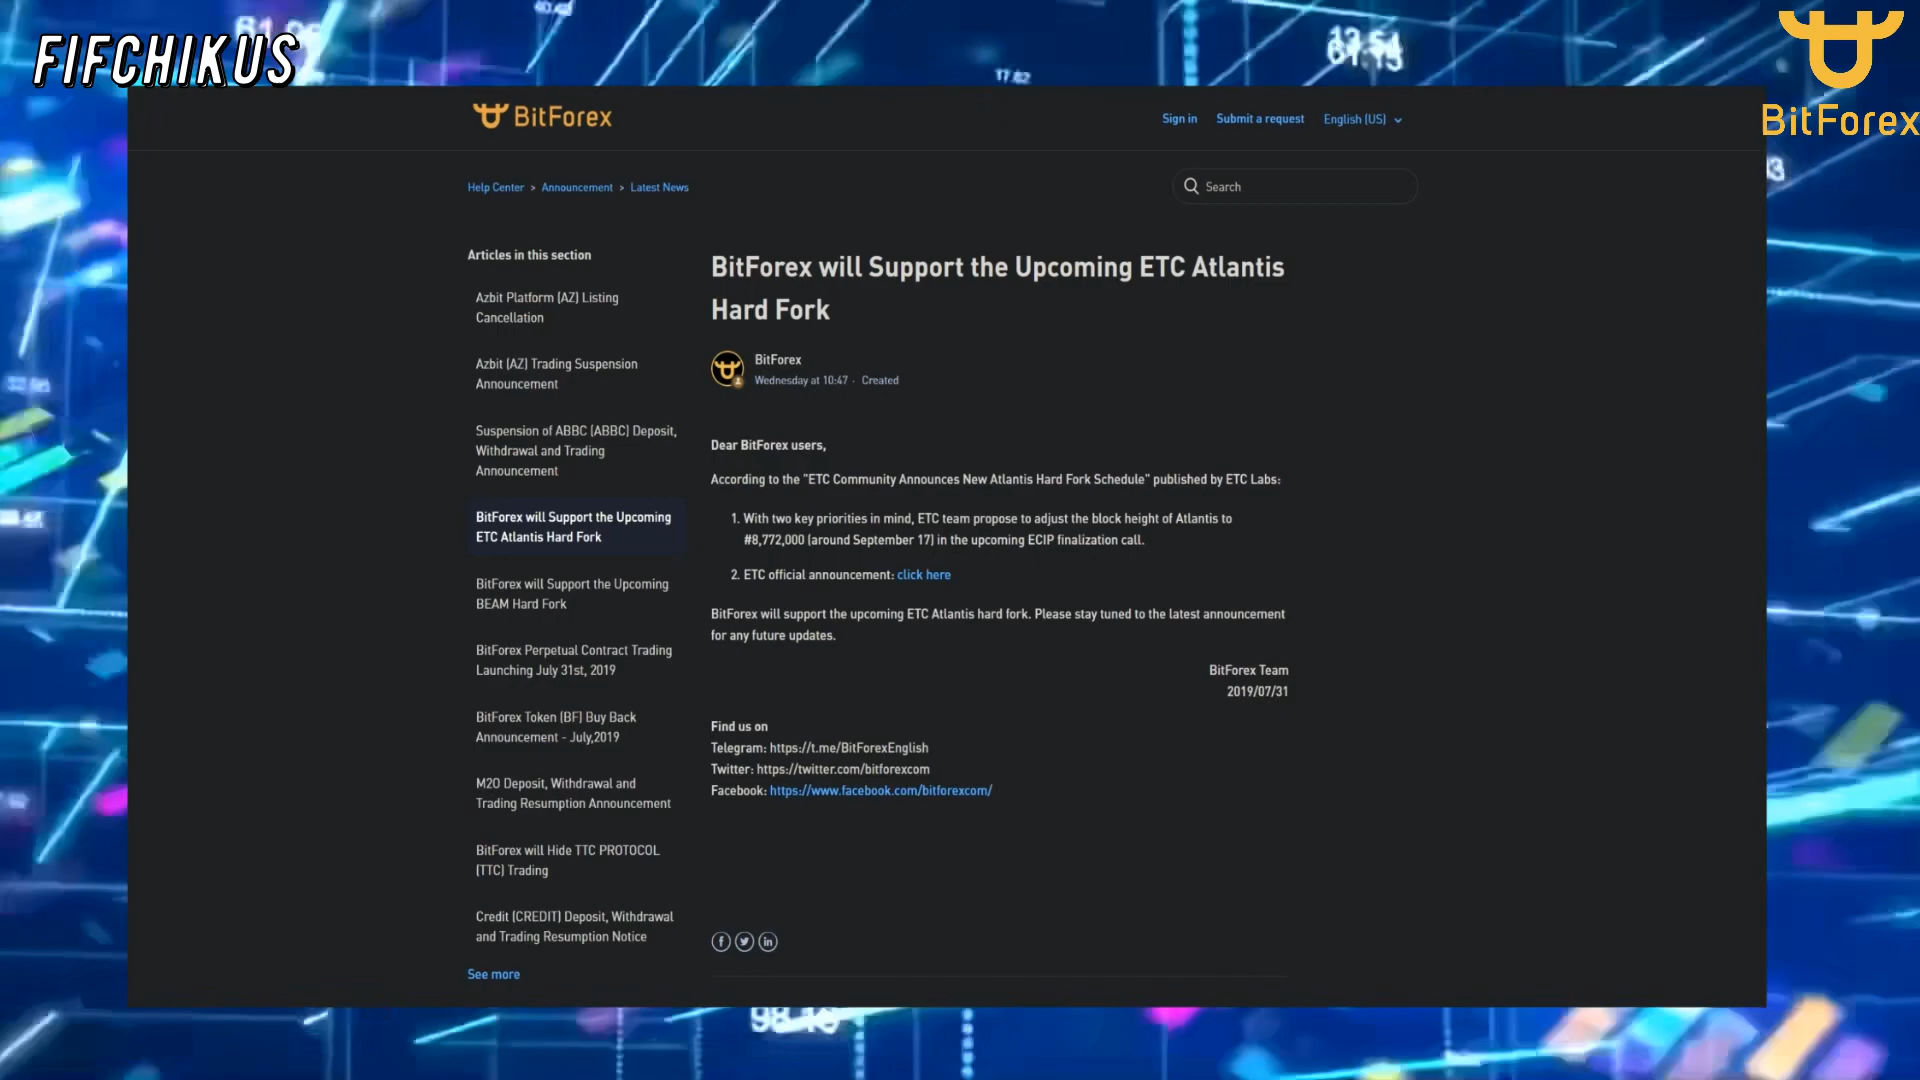 FIFCHIKUS
40.48
17.62
BitForex
BitForex
Sign in
Submit a request
English (US)
Help Center > Announcement > Latest News
Search
Articles in this section
Azbit Platform (AZ) Listing
Cancellation
Azbit (AZ) Trading Suspension
Announcement
Suspension of ABBC (ABBC) Deposit,
Withdrawal and Trading
Announcement
BitForex will Support the Upcoming
ETC Atlantis Hard Fork
BitForex will Support the Upcoming
BEAM Hard Fork
BitForex Perpetual Contract Trading
Launching July 31st, 2019
BitForex Token (BF) Buy Back
Announcement - July,2019
M2O Deposit, Withdrawal and
Trading Resumption Announcement
BitForex will Hide TTC PROTOCOL
(TTC) Trading
Credit (CREDIT) Deposit, Withdrawal
and Trading Resumption Notice
See more
BitForex will Support the Upcoming ETC Atlantis
Hard Fork
BitForex
Wednesday at 10:47 · Created
Dear BitForex users,
According to the "ETC Community Announces New Atlantis Hard Fork Schedule" published by ETC Labs:
1. With two key priorities in mind, ETC team propose to adjust the block height of Atlantis to
#8,772,000 (around September 17) in the upcoming ECIP finalization call.
2. ETC official announcement: click here
BitForex will support the upcoming ETC Atlantis hard fork. Please stay tuned to the latest announcement
for any future updates.
BitForex Team
2019/07/31
Find us on
Telegram: https://t.me/BitForexEnglish
Twitter: https://twitter.com/bitforexcom
Facebook: https://www.facebook.com/bitforexcom/